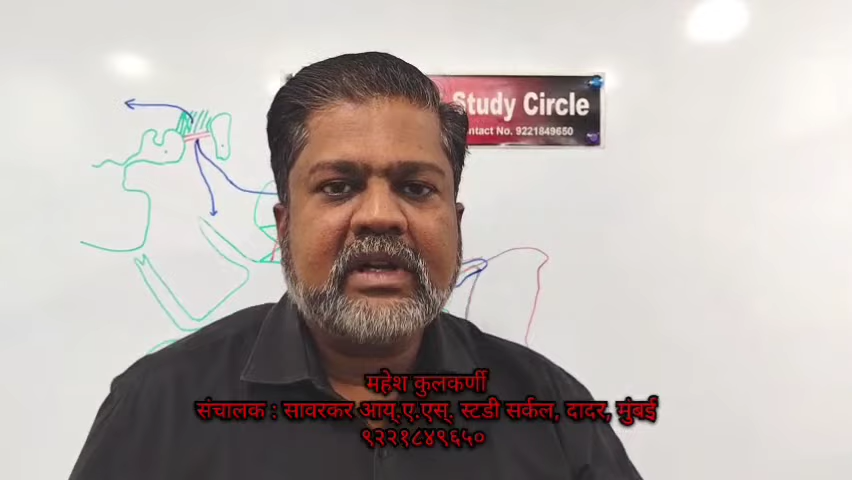 Study Circle
ntact No. 9221849650
महेश कुलकर्णी
संचालक : सावरकर आय्.ए.एस्. स्टडी सर्कल, दादर, मुंबई
९२२१८४९६५०